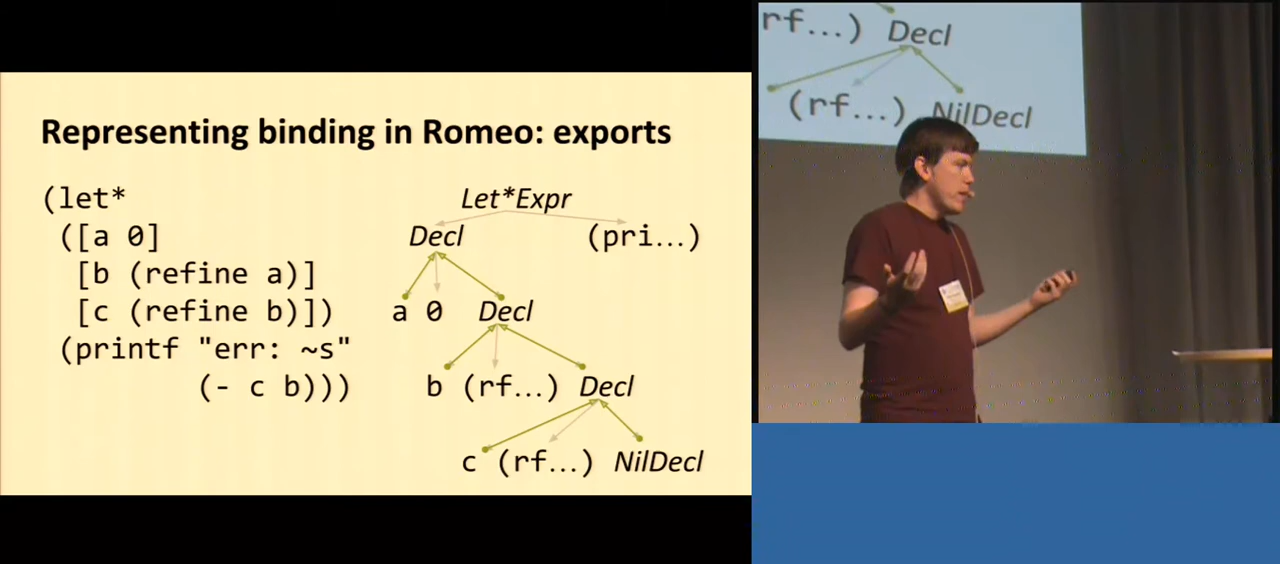 Representing binding in Romeo: exports
(let*
([a 0]
[b (refine a)]
[c (refine b)])
(printf "err: ~s"
(- c b)))
Let*Expr
Decl (pri...)
a 0 Decl
b (rf...) Decl
c (rf...) NilDecl
rf...) Decl
(rf...) NilDecl